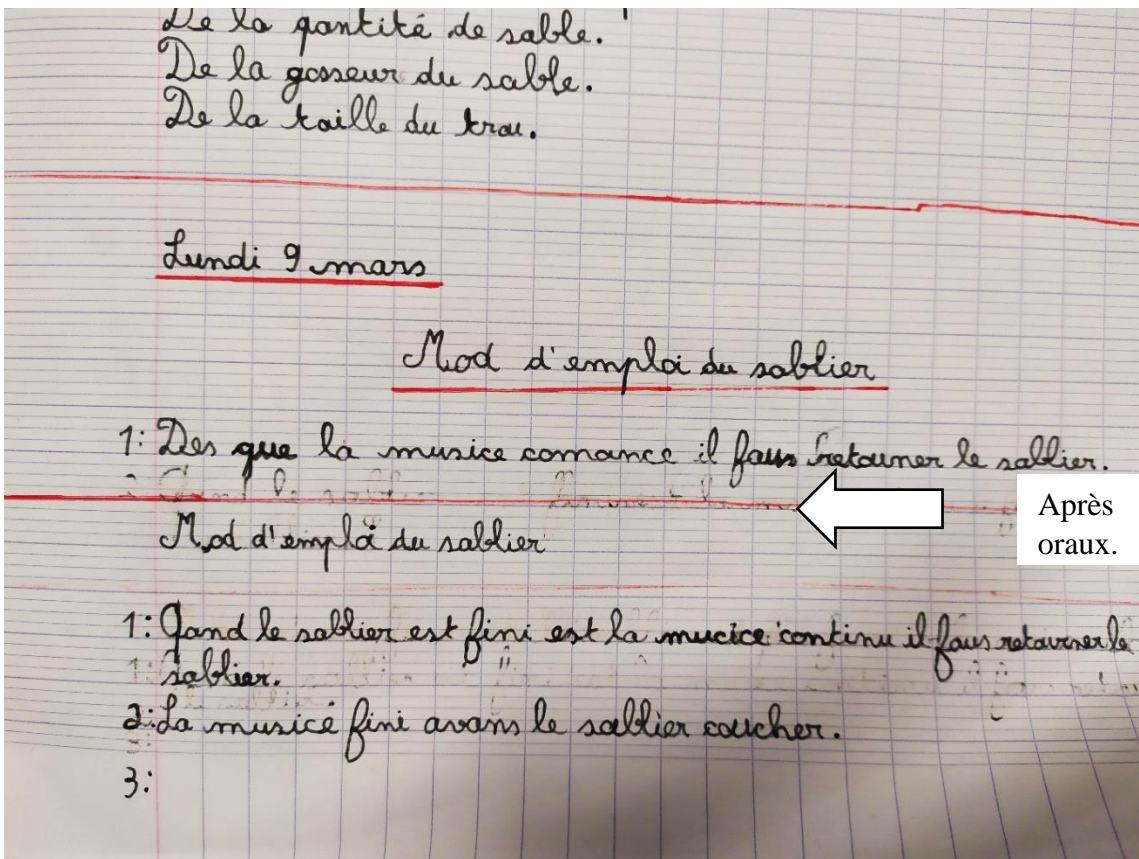 De la qantité de sable.
De la gosseur du sable.
De la taille du trou.
Lundi 9 mars
Mod d'emploi du sablier
1: Des que la musice comance il faus retouner le sablier.
Après
oraux.
Mod d'emploi du sablier
1: Qand le sablier est fini est la mucice continu il faus retourner le
sablier.
2: La musice fini avans le sablier coucher.
3: